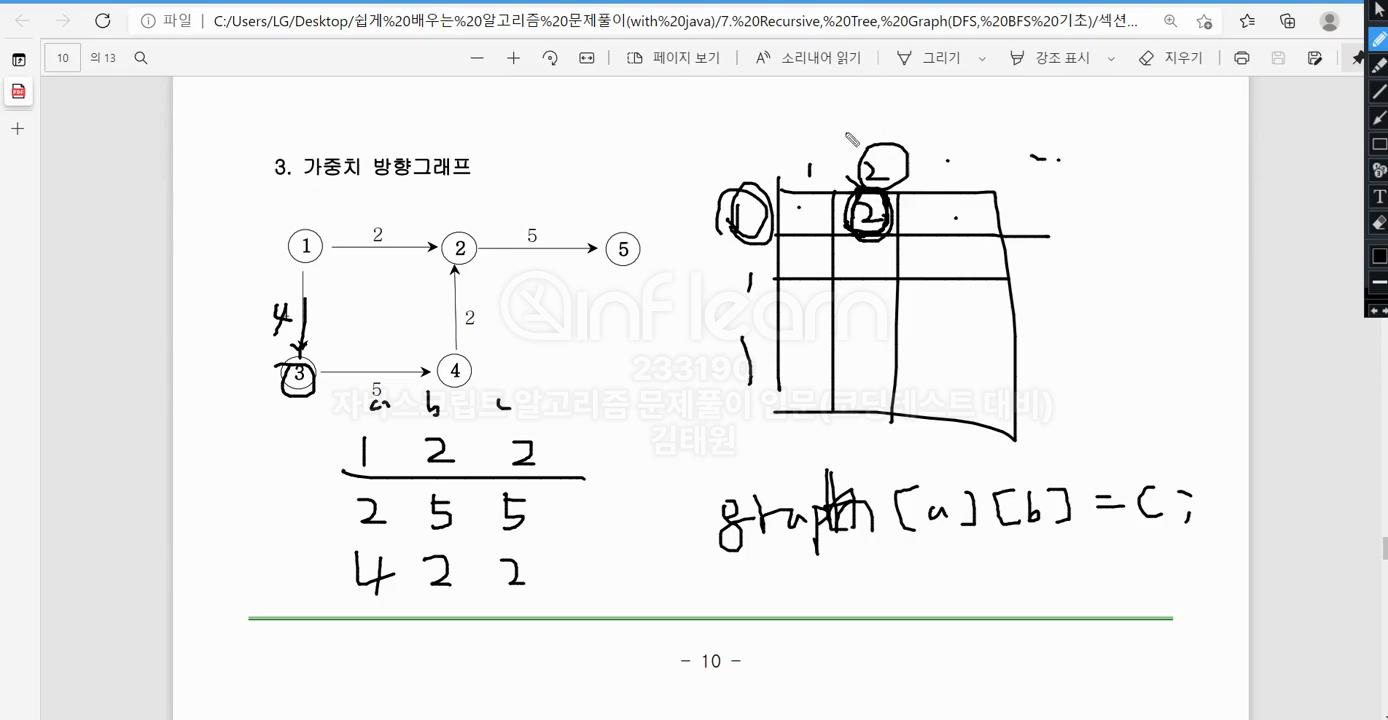 파일 C:/Users/LG/Desktop/쉽게%20배우는%20알고리즘%20문제풀이(with%20java)/7.%20Recursive,%20Tree,%20Graph(DFS,%20BFS%20기초)/섹션...
10 의 13 페이지 보기 소리내어 읽기 그리기 강조 표시 지우기
3. 가중치 방향그래프
1 2 2 5 5
4 2
3 5 4
1 2
1 2
a b c
1 2 2
2 5 5
4 2 2
graph [a][b] = c;
inflearn
233190
자바스크립트 알고리즘 문제풀이 입문(코딩테스트 대비)
김태원
- 10 -